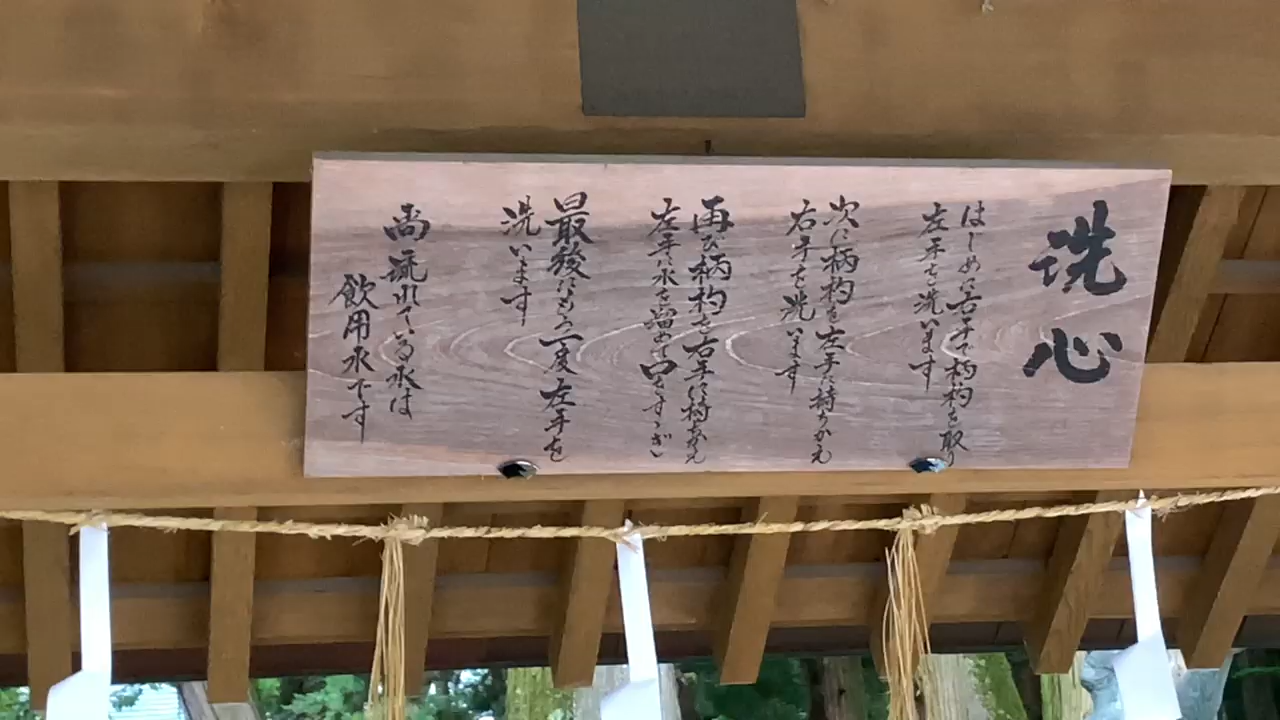 洗心
はじめに右手で柄杓を取り
左手を洗います
次に柄杓を左手に持ちかえ
右手を洗います
再び柄杓を右手に持ちかえ
左手に水を溜めて口をすゝぎ
最後にもう一度左手を
洗います
尚流れている水は
飲用水です